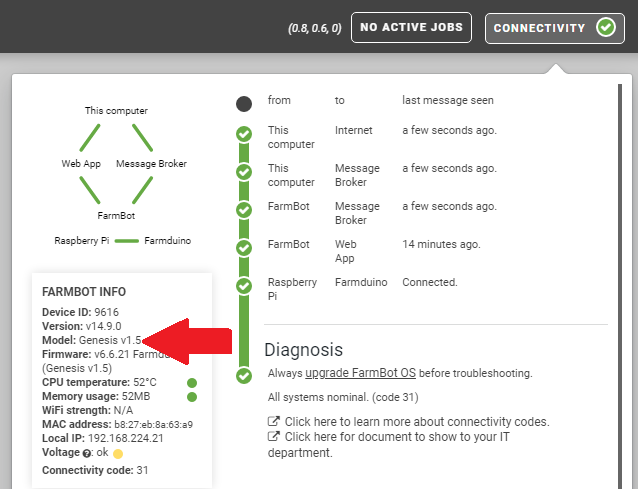 (0.8, 0.6, 0) NO ACTIVE JOBS CONNECTIVITY
This computer
Web App Message Broker
FarmBot
Raspberry Pi Farmduino
from to last message seen
This computer Internet a few seconds ago.
This computer Message Broker a few seconds ago.
FarmBot Message Broker a few seconds ago.
FarmBot Web App 14 minutes ago.
Raspberry Pi Farmduino Connected.
FARMBOT INFO
Device ID: 9616
Version: v14.9.0
Model: Genesis v1.5
Firmware: v6.6.21
(Genesis v1.5)
CPU temperature: 52°C
Memory usage: 52MB
WiFi strength: N/A
MAC address: b8:27:eb:8a:63:a9
Local IP: 192.168.224.21
Voltage ?: ok
Connectivity code: 31
Diagnosis
Always upgrade FarmBot OS before troubleshooting.
All systems nominal. (code 31)
Click here to learn more about connectivity codes.
Click here for document to show to your IT
department.